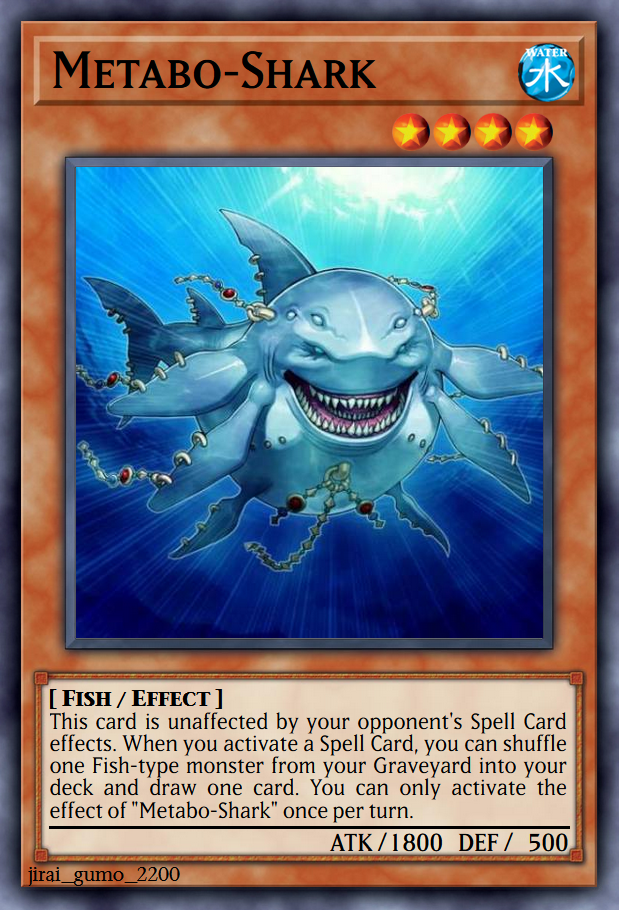 Metabo-Shark
WATER
水
[ Fish / Effect ]
This card is unaffected by your opponent's Spell Card
effects. When you activate a Spell Card, you can shuffle
one Fish-type monster from your Graveyard into your
deck and draw one card. You can only activate the
effect of "Metabo-Shark" once per turn.
ATK / 1800 DEF / 500
jirai_gumo_2200